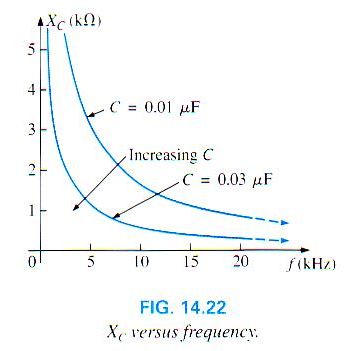 X_C (kΩ)
5
4
C = 0.01 μF
3
Increasing C
2
C = 0.03 μF
1
0
5
10
15
20
f (kHz)
FIG. 14.22
X_C versus frequency.